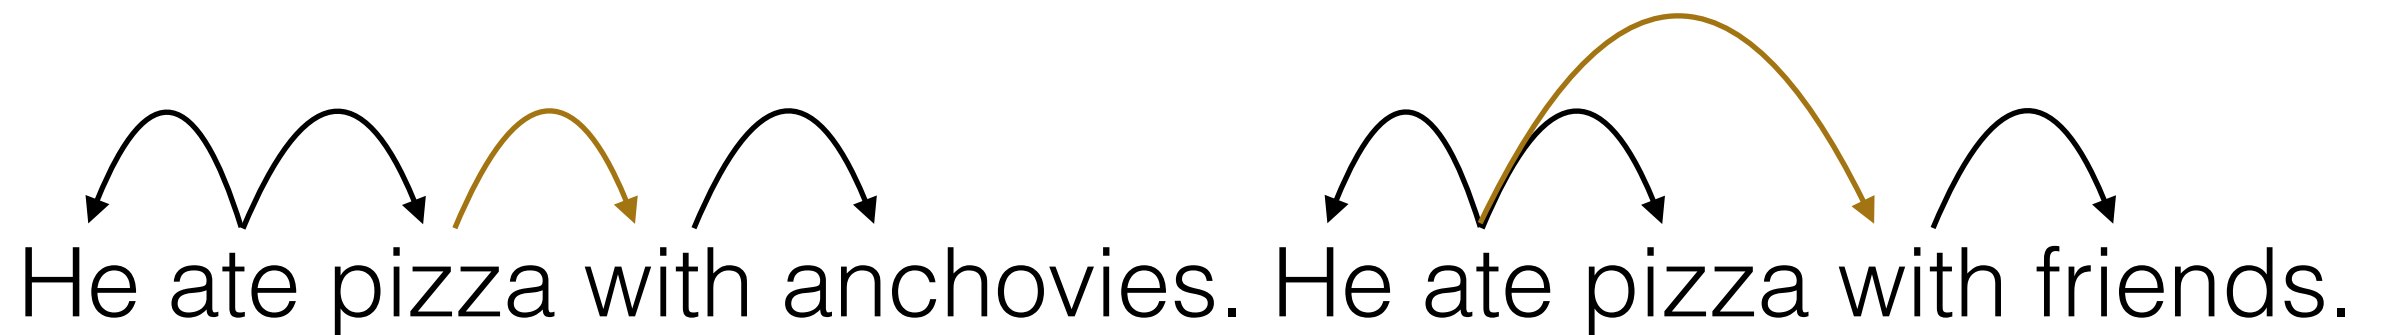 He ate pizza with anchovies. He ate pizza with friends.